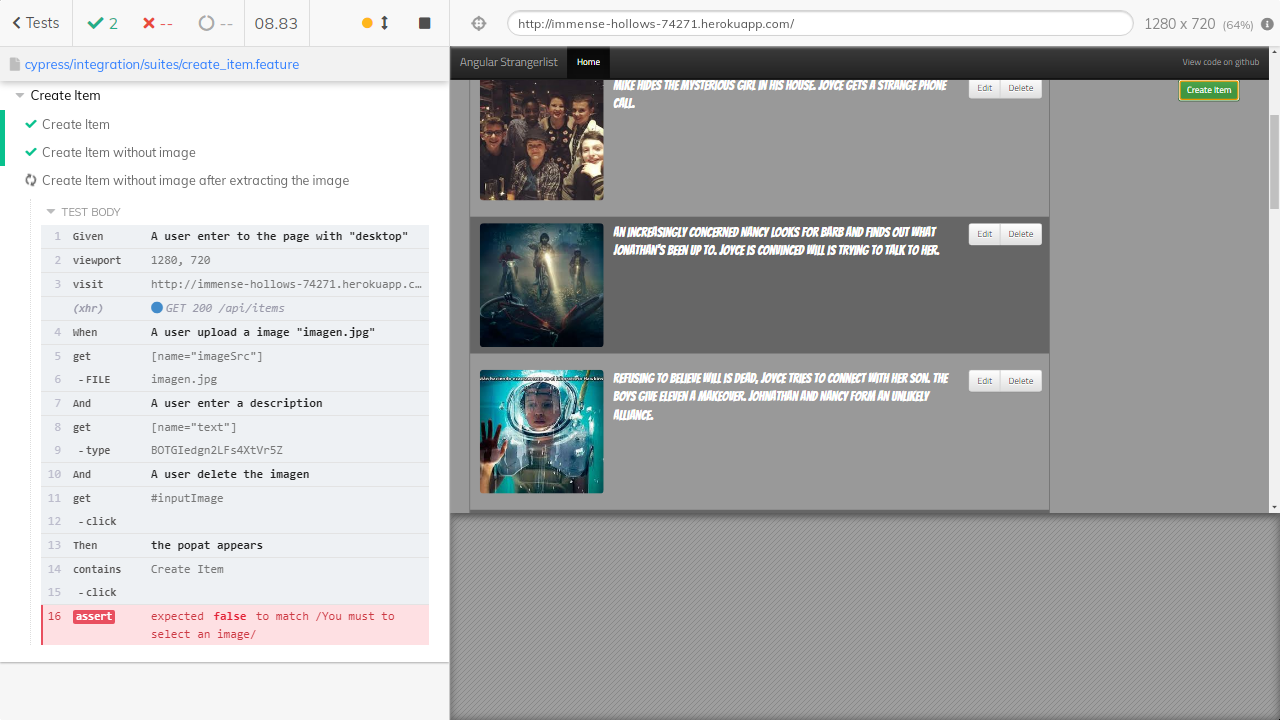 Tests
2
--
--
08.83
http://immense-hollows-74271.herokuapp.com/
1280 x 720 (64%)
cypress/integration/suites/create_item.feature
Create Item
Create Item
Create Item without image
Create Item without image after extracting the image
TEST BODY
1 Given A user enter to the page with "desktop"
2 viewport 1280, 720
3 visit http://immense-hollows-74271.herokuapp.c…
(xhr) GET 200 /api/items
4 When A user upload a image "imagen.jpg"
5 get [name="imageSrc"]
6 - FILE imagen.jpg
7 And A user enter a description
8 get [name="text"]
9 - type BOTGIedgn2LFs4XtVr5Z
10 And A user delete the imagen
11 get #inputImage
12 - click
13 Then the popat appears
14 contains Create Item
15 - click
16 assert expected false to match /You must to
select an image/
Angular Strangerlist
Home
View code on github
MIKE HIDES THE MYSTERIOUS GIRL IN HIS HOUSE. JOYCE GETS A STRANGE PHONE
CALL.
Edit Delete
Create Item
AN INCREASINGLY CONCERNED NANCY LOOKS FOR BARB AND FINDS OUT WHAT
JONATHAN'S BEEN UP TO. JOYCE IS CONVINCED WILL IS TRYING TO TALK TO HER.
Edit Delete
REFUSING TO BELIEVE WILL IS DEAD, JOYCE TRIES TO CONNECT WITH HER SON. THE
BOYS GIVE ELEVEN A MAKEOVER. JOHNATHAN AND NANCY FORM AN UNLIKELY
ALLIANCE.
Edit Delete